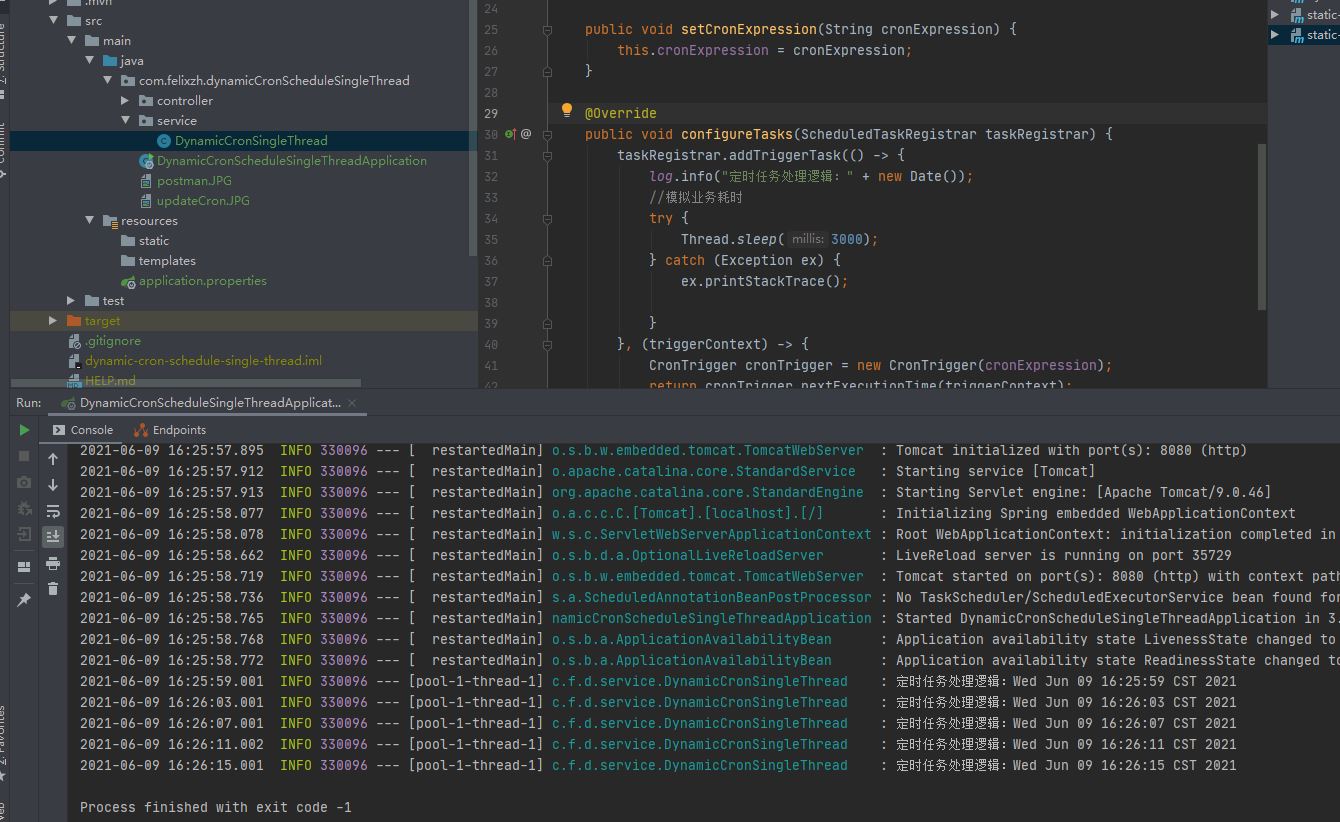 .mvn
src
main
java
com.felixzh.dynamicCronScheduleSingleThread
controller
service
DynamicCronSingleThread
DynamicCronScheduleSingleThreadApplication
postman.JPG
updateCron.JPG
resources
static
templates
application.properties
test
target
.gitignore
dynamic-cron-schedule-single-thread.iml
HELP.md
24
25 public void setCronExpression(String cronExpression) {
26 this.cronExpression = cronExpression;
27 }
28
29 @Override
30 @ public void configureTasks(ScheduledTaskRegistrar taskRegistrar) {
31 taskRegistrar.addTriggerTask(() -> {
32 log.info("定时任务处理逻辑: " + new Date());
33 //模拟业务耗时
34 try {
35 Thread.sleep( millis: 3000);
36 } catch (Exception ex) {
37 ex.printStackTrace();
38
39 }
40 }, (triggerContext) -> {
41 CronTrigger cronTrigger = new CronTrigger(cronExpression);
42 return cronTrigger.nextExecutionTime(triggerContext);
static-
static-
Run: DynamicCronScheduleSingleThreadApplicat... ×
Console Endpoints
2021-06-09 16:25:57.895 INFO 330096 --- [ restartedMain] o.s.b.w.embedded.tomcat.TomcatWebServer : Tomcat initialized with port(s): 8080 (http)
2021-06-09 16:25:57.912 INFO 330096 --- [ restartedMain] o.apache.catalina.core.StandardService : Starting service [Tomcat]
2021-06-09 16:25:57.913 INFO 330096 --- [ restartedMain] org.apache.catalina.core.StandardEngine : Starting Servlet engine: [Apache Tomcat/9.0.46]
2021-06-09 16:25:58.077 INFO 330096 --- [ restartedMain] o.a.c.c.C.[Tomcat].[localhost].[/] : Initializing Spring embedded WebApplicationContext
2021-06-09 16:25:58.078 INFO 330096 --- [ restartedMain] w.s.c.ServletWebServerApplicationContext : Root WebApplicationContext: initialization completed in
2021-06-09 16:25:58.662 INFO 330096 --- [ restartedMain] o.s.b.d.a.OptionalLiveReloadServer : LiveReload server is running on port 35729
2021-06-09 16:25:58.719 INFO 330096 --- [ restartedMain] o.s.b.w.embedded.tomcat.TomcatWebServer : Tomcat started on port(s): 8080 (http) with context path
2021-06-09 16:25:58.736 INFO 330096 --- [ restartedMain] s.a.ScheduledAnnotationBeanPostProcessor : No TaskScheduler/ScheduledExecutorService bean found for
2021-06-09 16:25:58.765 INFO 330096 --- [ restartedMain] namicCronScheduleSingleThreadApplication : Started DynamicCronScheduleSingleThreadApplication in 3.
2021-06-09 16:25:58.768 INFO 330096 --- [ restartedMain] o.s.b.a.ApplicationAvailabilityBean : Application availability state LivenessState changed to
2021-06-09 16:25:58.772 INFO 330096 --- [ restartedMain] o.s.b.a.ApplicationAvailabilityBean : Application availability state ReadinessState changed to
2021-06-09 16:25:59.001 INFO 330096 --- [pool-1-thread-1] c.f.d.service.DynamicCronSingleThread : 定时任务处理逻辑: Wed Jun 09 16:25:59 CST 2021
2021-06-09 16:26:03.001 INFO 330096 --- [pool-1-thread-1] c.f.d.service.DynamicCronSingleThread : 定时任务处理逻辑: Wed Jun 09 16:26:03 CST 2021
2021-06-09 16:26:07.001 INFO 330096 --- [pool-1-thread-1] c.f.d.service.DynamicCronSingleThread : 定时任务处理逻辑: Wed Jun 09 16:26:07 CST 2021
2021-06-09 16:26:11.002 INFO 330096 --- [pool-1-thread-1] c.f.d.service.DynamicCronSingleThread : 定时任务处理逻辑: Wed Jun 09 16:26:11 CST 2021
2021-06-09 16:26:15.001 INFO 330096 --- [pool-1-thread-1] c.f.d.service.DynamicCronSingleThread : 定时任务处理逻辑: Wed Jun 09 16:26:15 CST 2021
Process finished with exit code -1